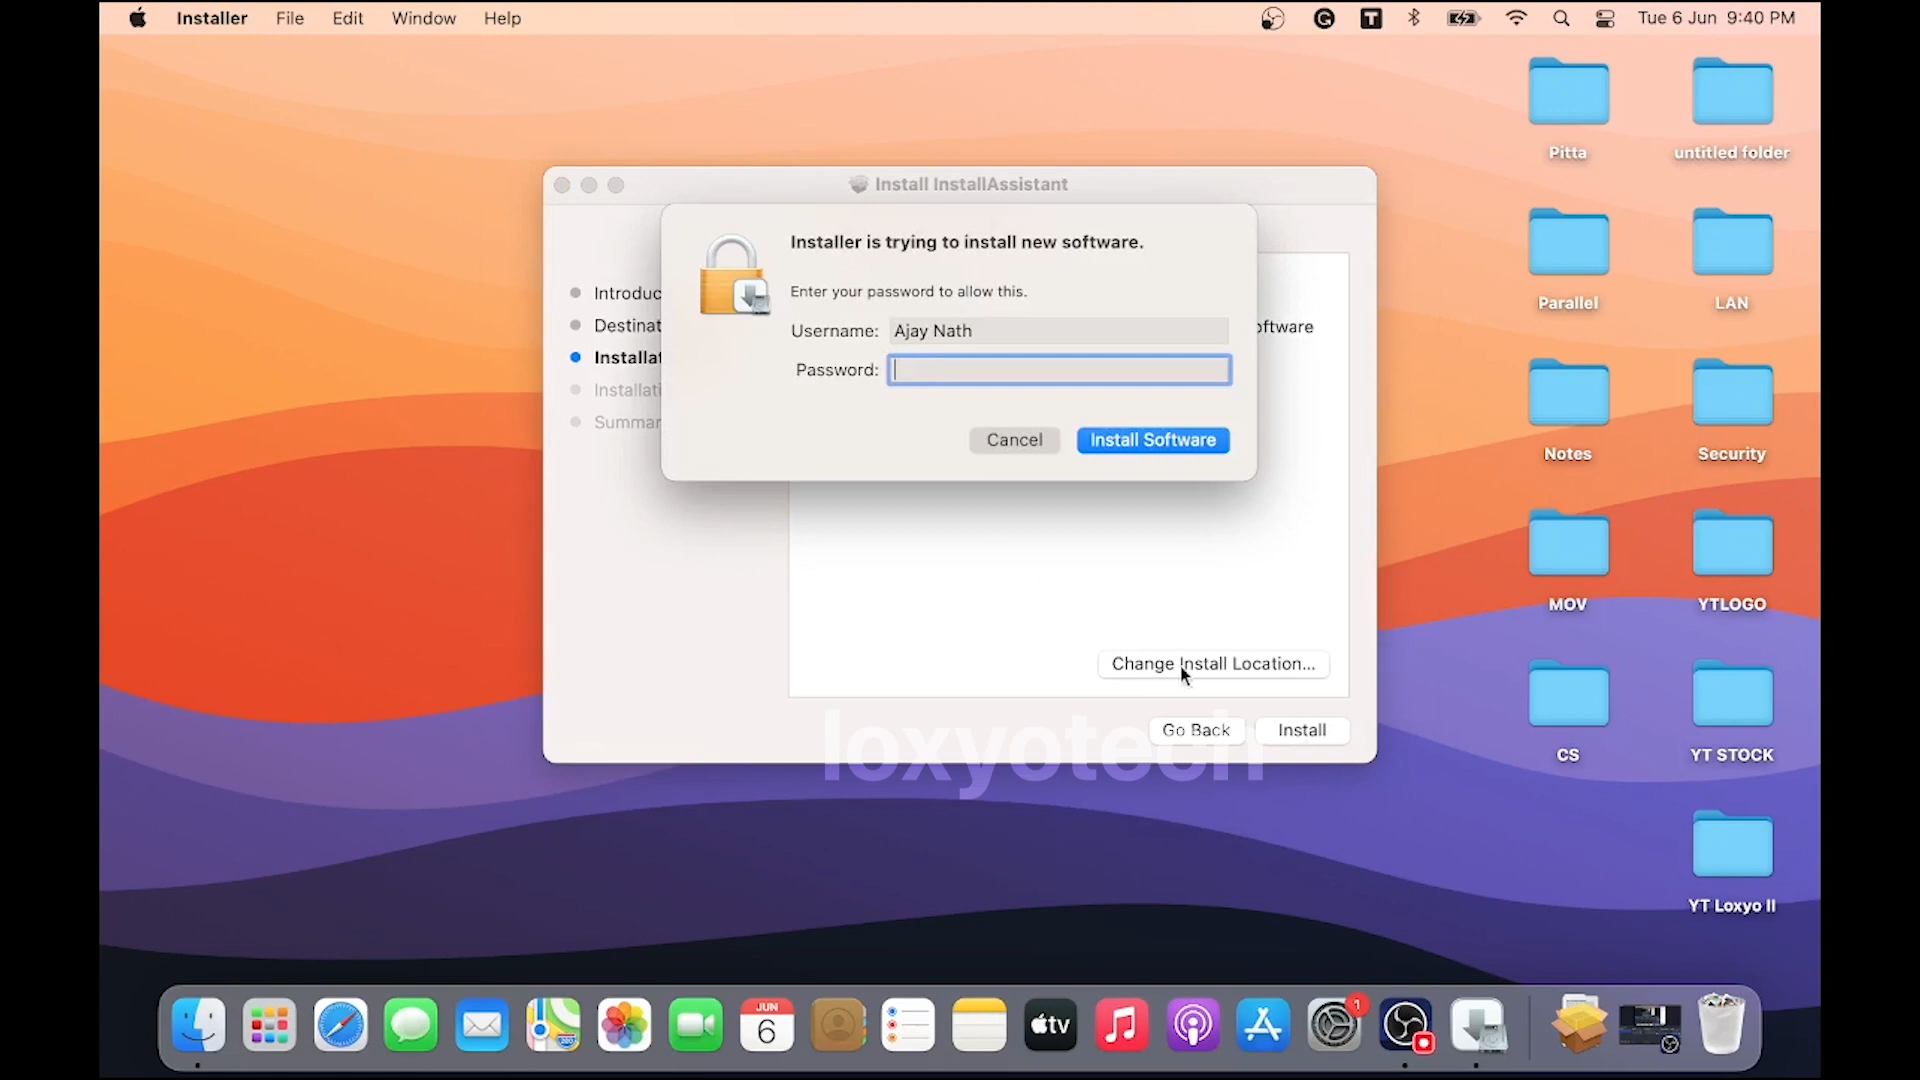 Installer File Edit Window Help
Tue 6 Jun 9:40 PM
Pitta
untitled folder
Install InstallAssistant
Installer is trying to install new software.
Enter your password to allow this.
Username: Ajay Nath
Password:
Cancel
Install Software
Introduc
Destinat
Installat
Installati
Summar
oftware
Parallel
LAN
Notes
Security
MOV
YTLOGO
Change Install Location...
Go Back
Install
loxyotech
CS
YT STOCK
YT Loxyo II
JUN
6
tv
1